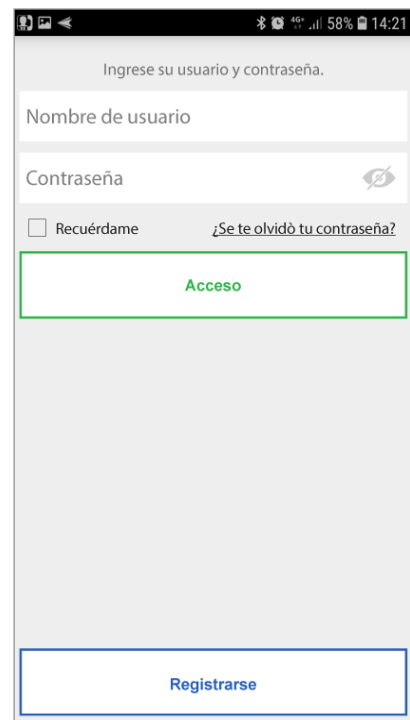 4G+ 58% 14:21
Ingrese su usuario y contraseña.
Nombre de usuario
Contraseña
Recuérdame ¿Se te olvidò tu contraseña?
Acceso
Registrarse